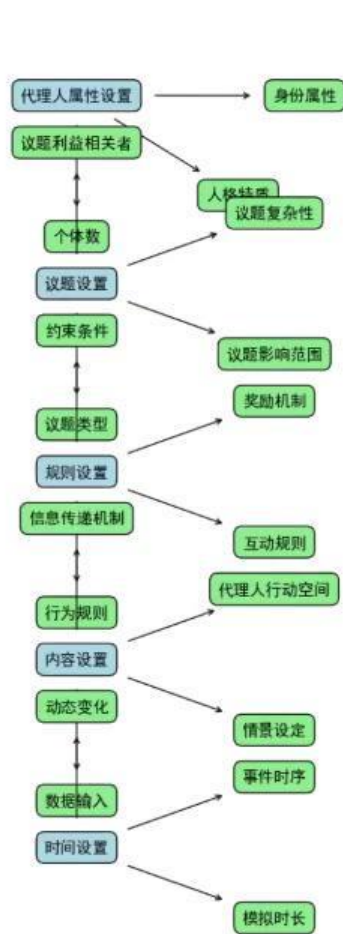 代理人属性设置
身份属性
议题利益相关者
人格特质
议题复杂性
个体数
议题设置
约束条件
议题影响范围
奖励机制
议题类型
规则设置
信息传递机制
互动规则
代理人行动空间
行为规则
内容设置
动态变化
情景设定
事件时序
数据输入
时间设置
模拟时长